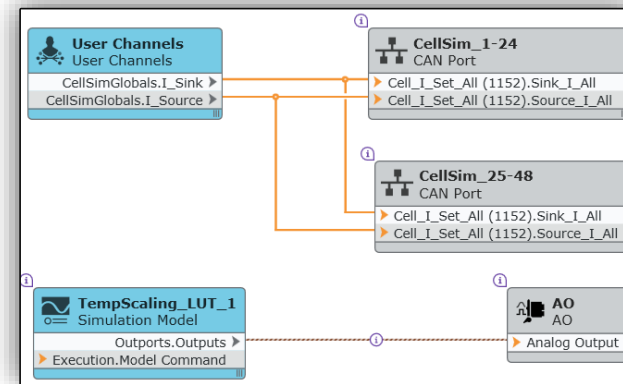 User Channels
User Channels
CellSimGlobals.I_Sink
CellSimGlobals.I_Source
CellSim_1-24
CAN Port
Cell_I_Set_All (1152).Sink_I_All
Cell_I_Set_All (1152).Source_I_All
CellSim_25-48
CAN Port
Cell_I_Set_All (1152).Sink_I_All
Cell_I_Set_All (1152).Source_I_All
TempScaling_LUT_1
Simulation Model
Outports.Outputs
Execution.Model Command
AO
AO
Analog Output